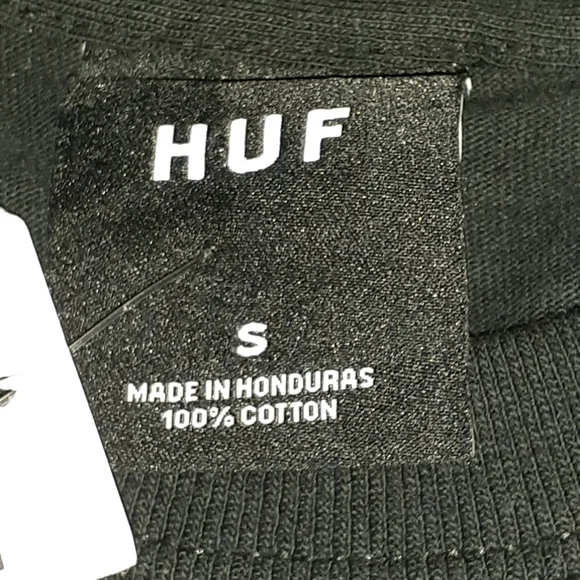 HUF
S
MADE IN HONDURAS
100% COTTON